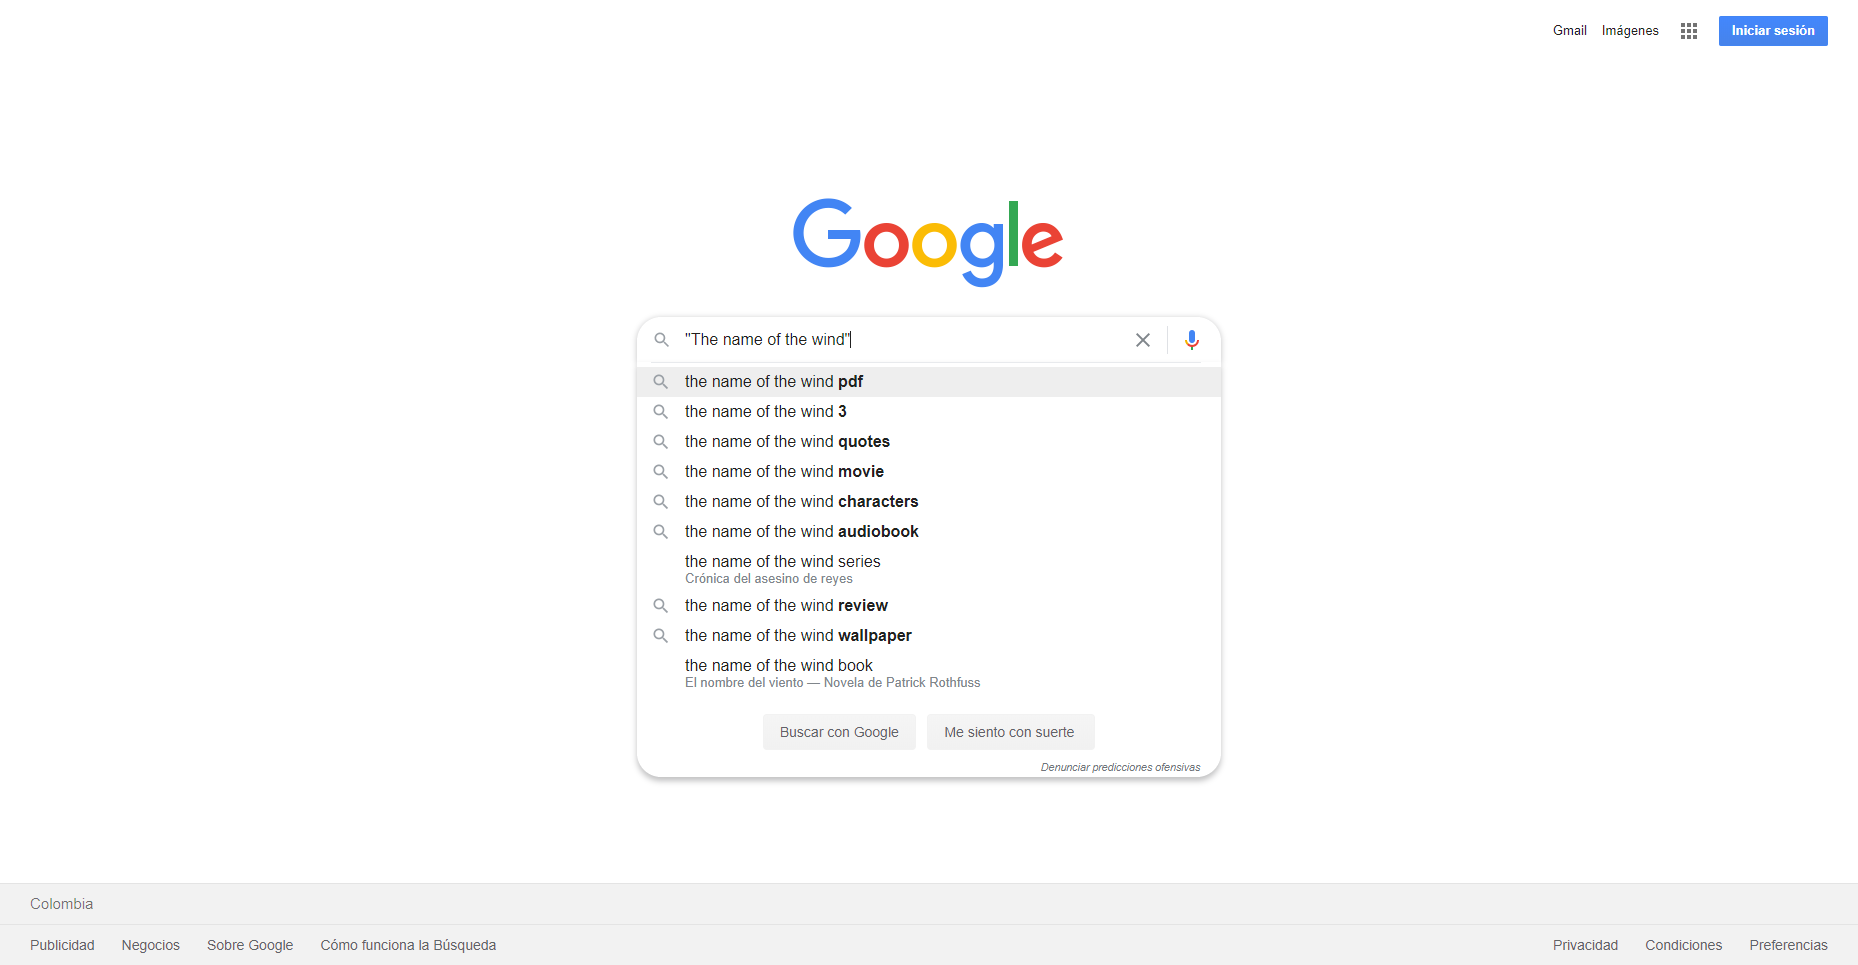 Gmail Imágenes Iniciar sesión
Google
"The name of the wind"
the name of the wind pdf
the name of the wind 3
the name of the wind quotes
the name of the wind movie
the name of the wind characters
the name of the wind audiobook
the name of the wind series
Crónica del asesino de reyes
the name of the wind review
the name of the wind wallpaper
the name of the wind book
El nombre del viento — Novela de Patrick Rothfuss
Buscar con Google Me siento con suerte
Denunciar predicciones ofensivas
Colombia
Publicidad Negocios Sobre Google Cómo funciona la Búsqueda Privacidad Condiciones Preferencias